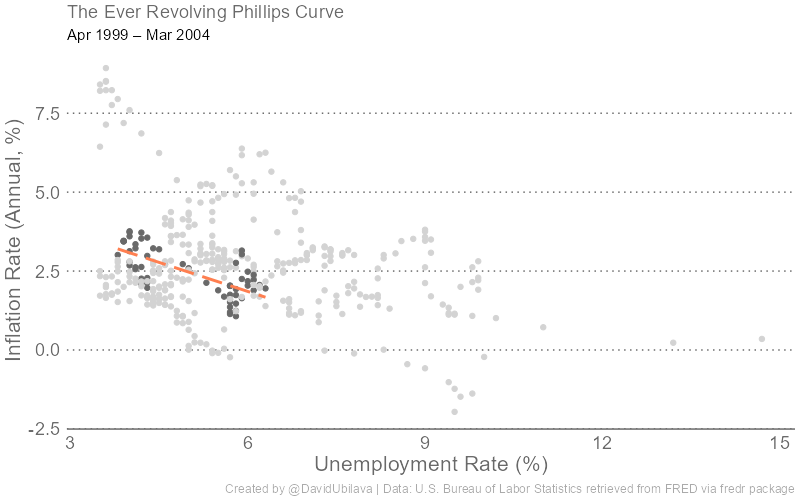 The Ever Revolving Phillips Curve
Apr 1999 – Mar 2004
Inflation Rate (Annual, %)
7.5
5.0
2.5
0.0
-2.5
3 6 9 12 15
Unemployment Rate (%)
Created by @DavidUbilava | Data: U.S. Bureau of Labor Statistics retrieved from FRED via fredr package